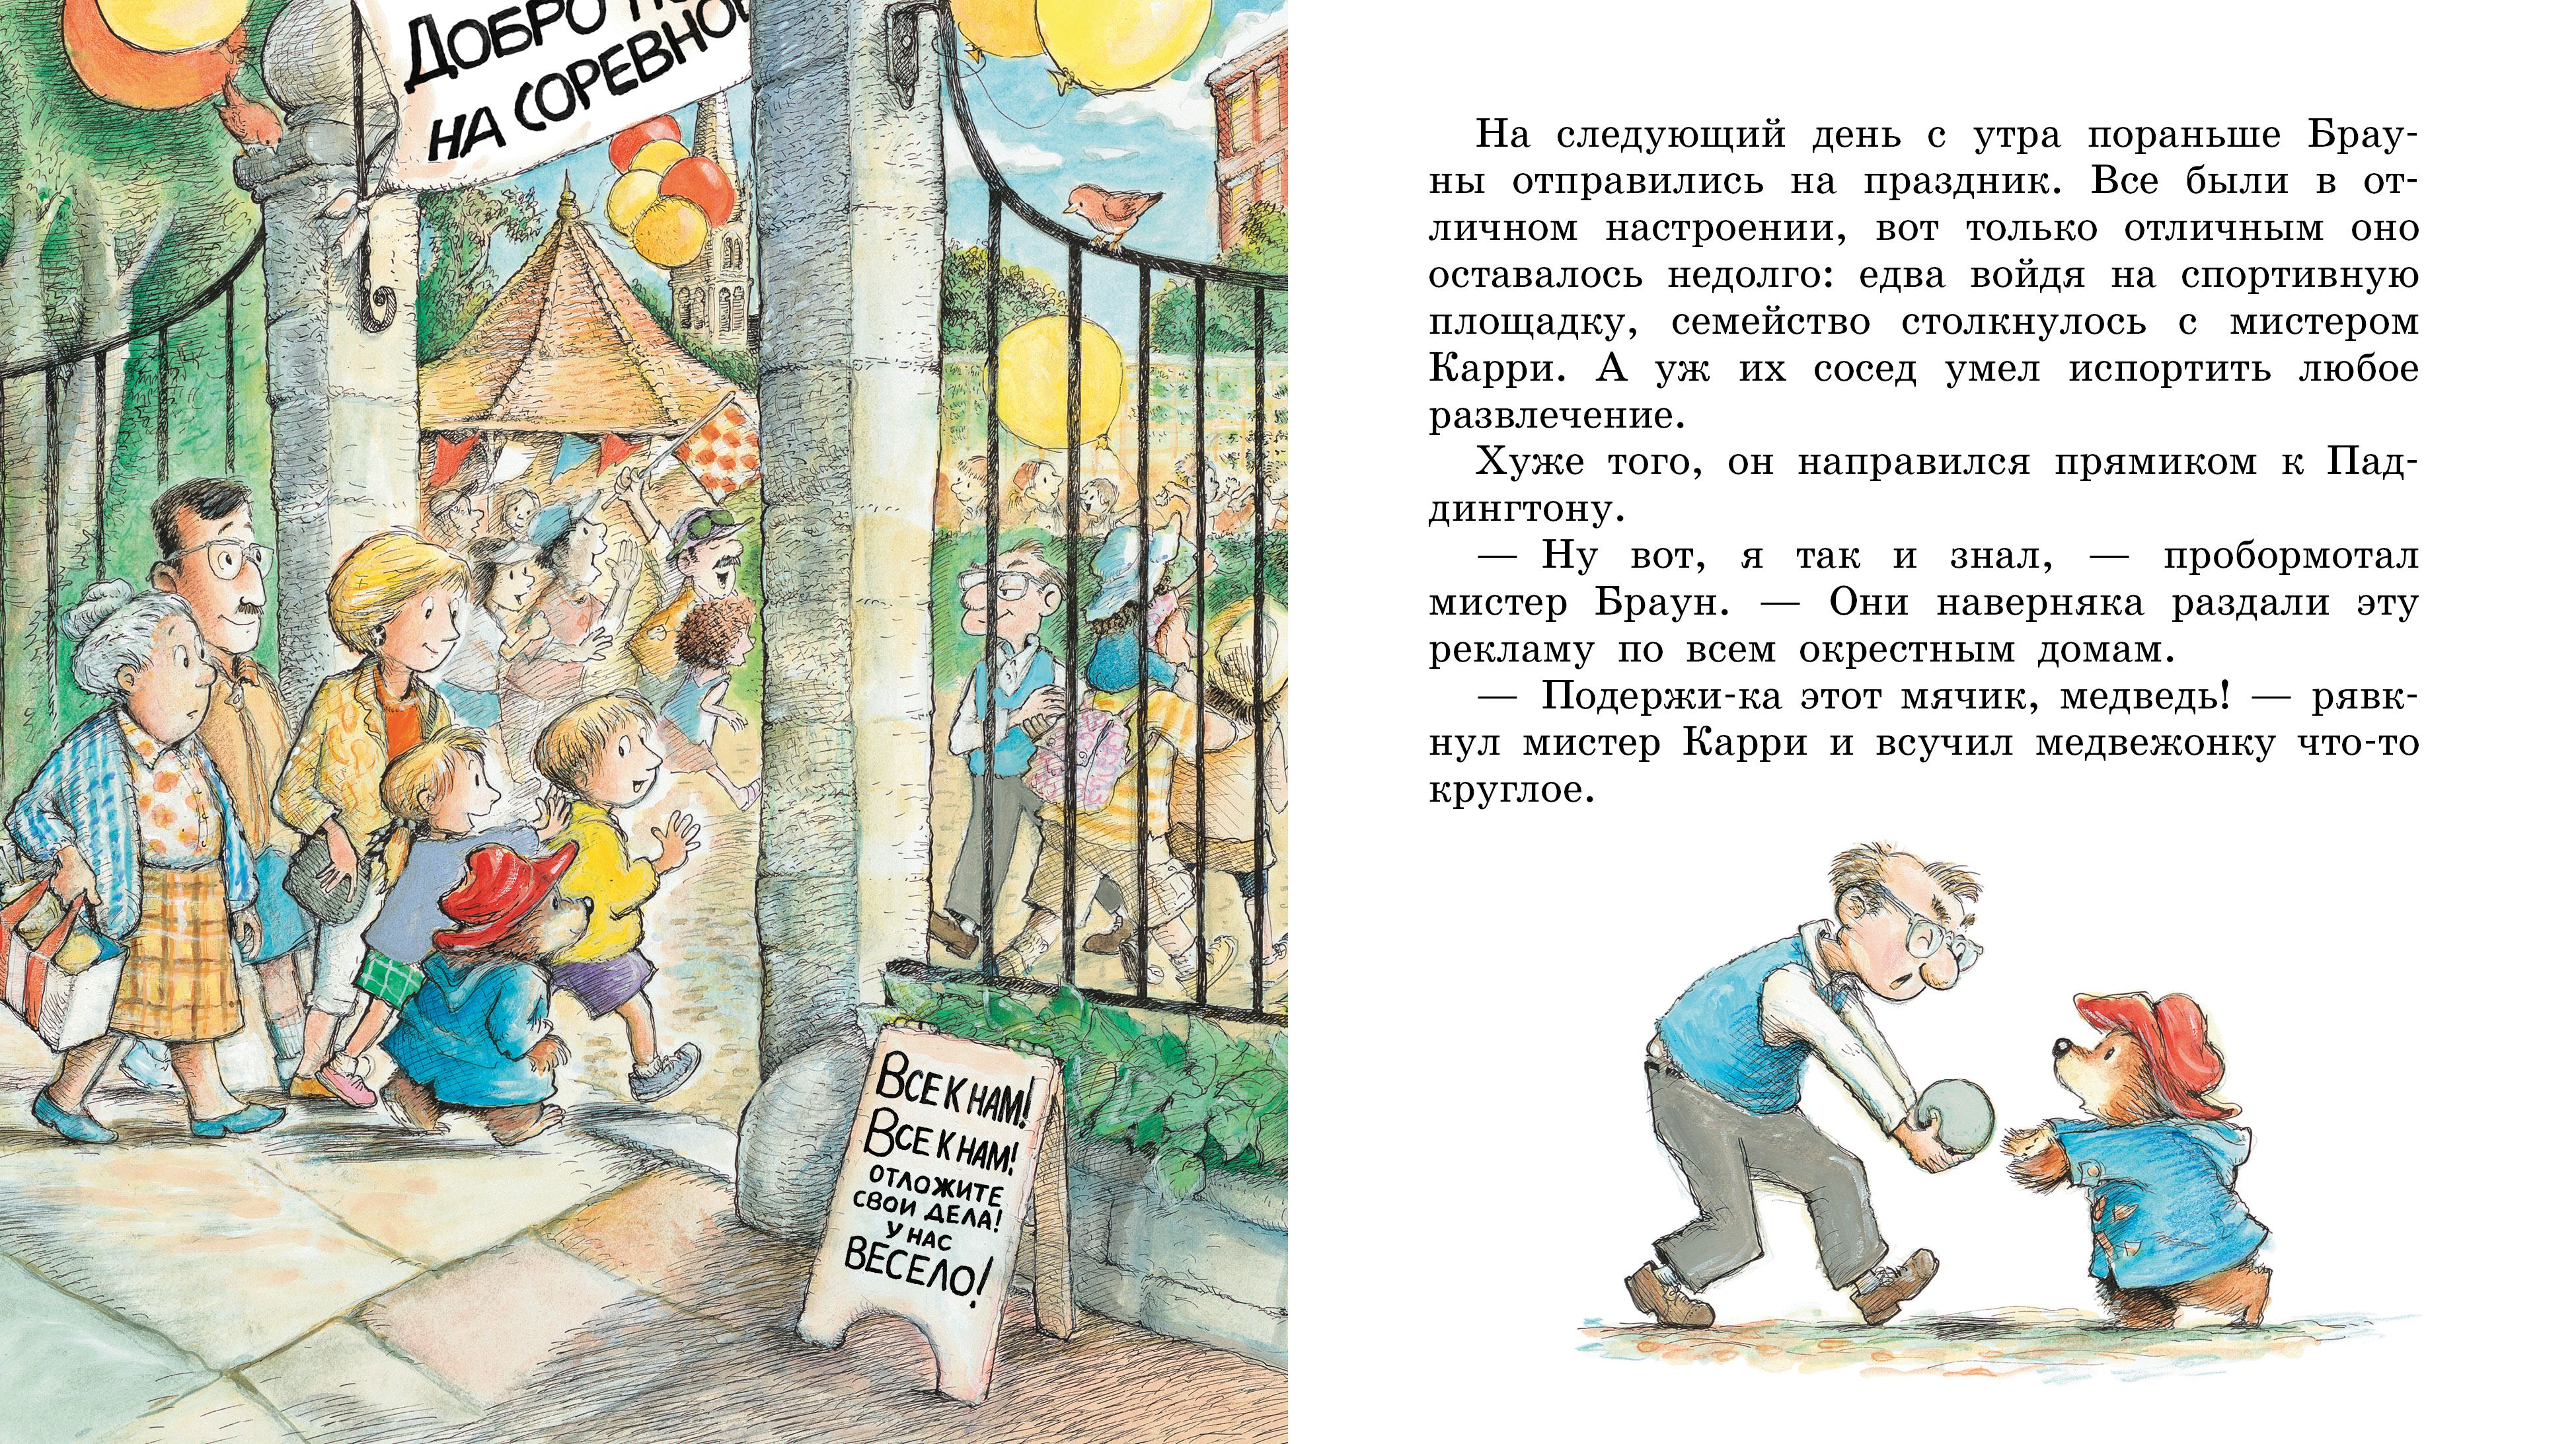 ДОБРО
НА
ВСЕ К НАМ!
ВСЕ К НАМ!
ОТЛОЖИТЕ
СВОИ ДЕЛА!
У НАС
ВЕСЕЛО!
На следующий день с утра пораньше Брау-
ны отправились на праздник. Все были в от-
личном настроении, вот только отличным оно
оставалось недолго: едва войдя на спортивную
площадку, семейство столкнулось с мистером
Карри. А уж их сосед умел испортить любое
развлечение.
Хуже того, он направился прямиком к Пад-
дингтону.
— Ну вот, я так и знал, — пробормотал
мистер Браун. — Они наверняка раздали эту
рекламу по всем окрестным домам.
— Подержи-ка этот мячик, медведь! — рявк-
нул мистер Карри и всучил медвежонку что-то
круглое.